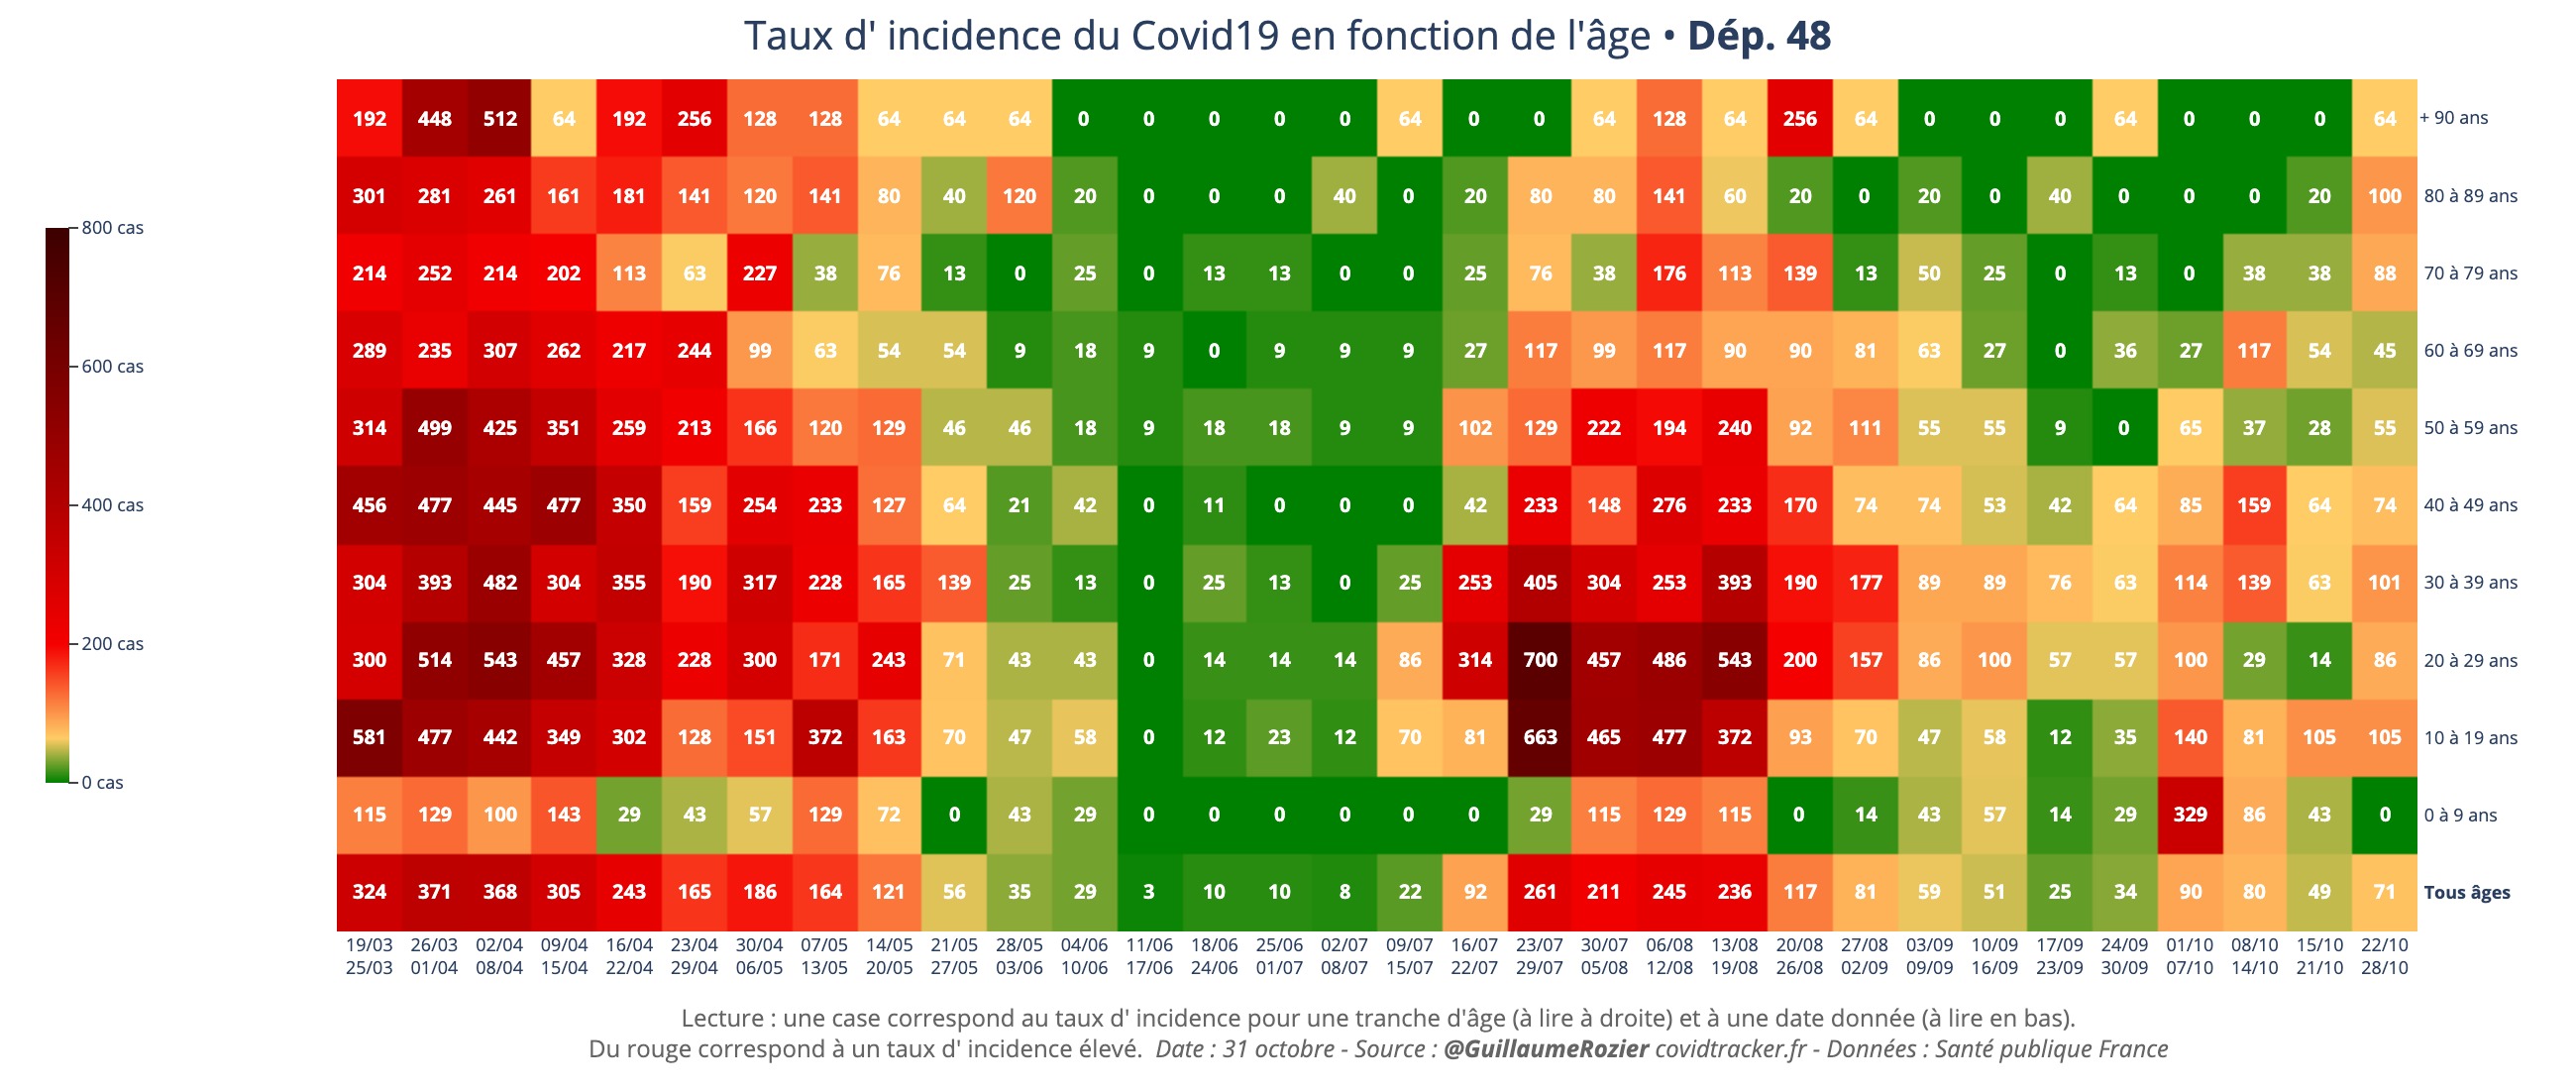 Taux d' incidence du Covid19 en fonction de l'âge • Dép. 48
192 448 512 64 192 256 128 128 64 64 64 0 0 0 0 0 64 0 0 64 128 64 256 64 0 0 0 64 0 0 0 64 + 90 ans
301 281 261 161 181 141 120 141 80 40 120 20 0 0 0 40 0 20 80 80 141 60 20 0 20 0 40 0 0 0 20 100 80 à 89 ans
214 252 214 202 113 63 227 38 76 13 0 25 0 13 13 0 0 25 76 38 176 113 139 13 50 25 0 13 0 38 38 88 70 à 79 ans
289 235 307 262 217 244 99 63 54 54 9 18 9 0 9 9 9 27 117 99 117 90 90 81 63 27 0 36 27 117 54 45 60 à 69 ans
314 499 425 351 259 213 166 120 129 46 46 18 9 18 18 9 9 102 129 222 194 240 92 111 55 55 9 0 65 37 28 55 50 à 59 ans
456 477 445 477 350 159 254 233 127 64 21 42 0 11 0 0 0 42 233 148 276 233 170 74 74 53 42 64 85 159 64 74 40 à 49 ans
304 393 482 304 355 190 317 228 165 139 25 13 0 25 13 0 25 253 405 304 253 393 190 177 89 89 76 63 114 139 63 101 30 à 39 ans
300 514 543 457 328 228 300 171 243 71 43 43 0 14 14 14 86 314 700 457 486 543 200 157 86 100 57 57 100 29 14 86 20 à 29 ans
581 477 442 349 302 128 151 372 163 70 47 58 0 12 23 12 70 81 663 465 477 372 93 70 47 58 12 35 140 81 105 105 10 à 19 ans
115 129 100 143 29 43 57 129 72 0 43 29 0 0 0 0 0 0 29 115 129 115 0 14 43 57 14 29 329 86 43 0 0 à 9 ans
324 371 368 305 243 165 186 164 121 56 35 29 3 10 10 8 22 92 261 211 245 236 117 81 59 51 25 34 90 80 49 71 Tous âges
19/03 26/03 02/04 09/04 16/04 23/04 30/04 07/05 14/05 21/05 28/05 04/06 11/06 18/06 25/06 02/07 09/07 16/07 23/07 30/07 06/08 13/08 20/08 27/08 03/09 10/09 17/09 24/09 01/10 08/10 15/10 22/10
25/03 01/04 08/04 15/04 22/04 29/04 06/05 13/05 20/05 27/05 03/06 10/06 17/06 24/06 01/07 08/07 15/07 22/07 29/07 05/08 12/08 19/08 26/08 02/09 09/09 16/09 23/09 30/09 07/10 14/10 21/10 28/10
800 cas
600 cas
400 cas
200 cas
0 cas
Lecture : une case correspond au taux d' incidence pour une tranche d'âge (à lire à droite) et à une date donnée (à lire en bas).
Du rouge correspond à un taux d' incidence élevé. Date : 31 octobre - Source : @GuillaumeRozier covidtracker.fr - Données : Santé publique France